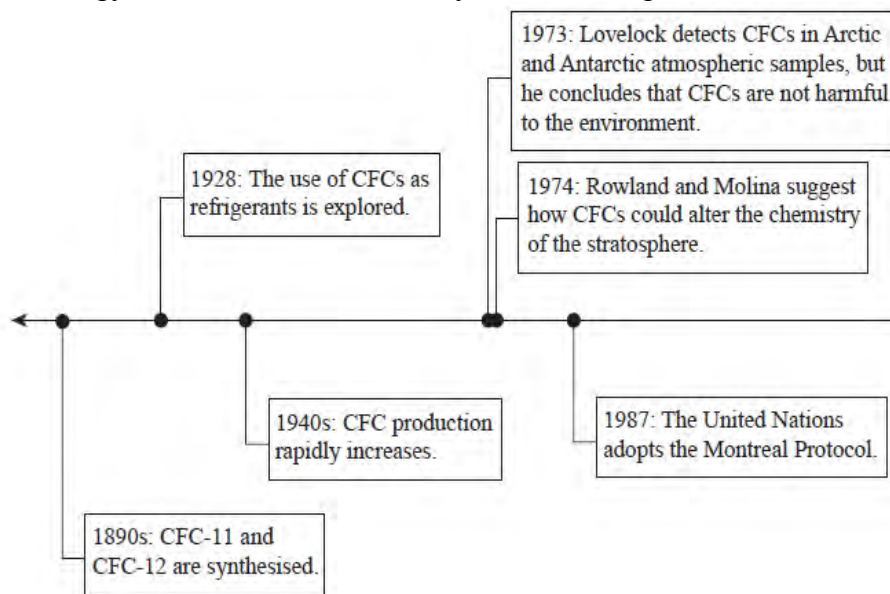 1973: Lovelock detects CFCs in Arctic
and Antarctic atmospheric samples, but
he concludes that CFCs are not harmful
to the environment.
1928: The use of CFCs as
refrigerants is explored.
1974: Rowland and Molina suggest
how CFCs could alter the chemistry
of the stratosphere.
1940s: CFC production
rapidly increases.
1987: The United Nations
adopts the Montreal Protocol.
1890s: CFC-11 and
CFC-12 are synthesised.